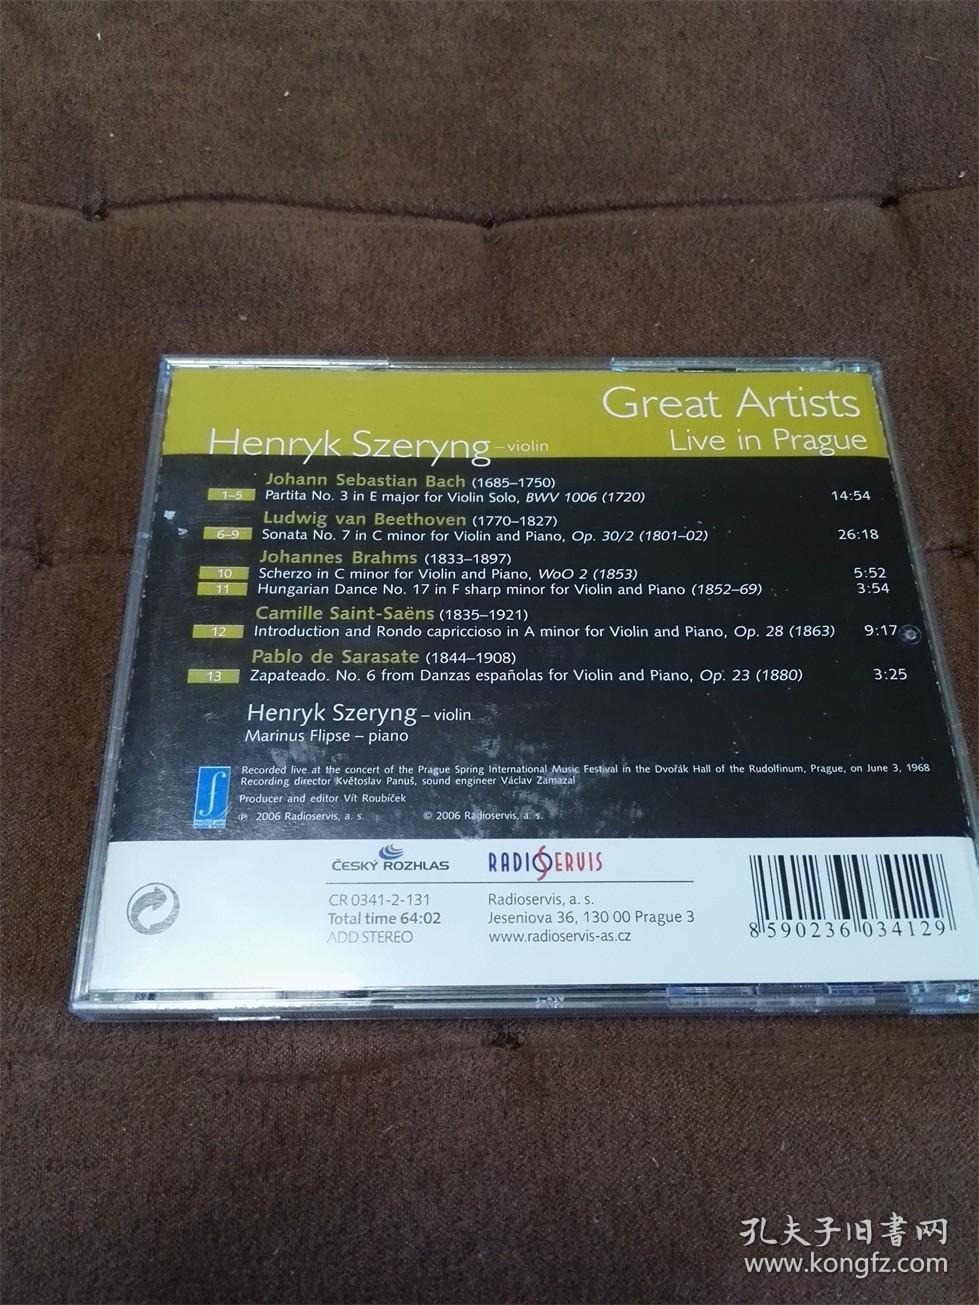 Great Artists
Live in Prague
Henryk Szeryng – violin
Johann Sebastian Bach (1685–1750)
1–5 Partita No. 3 in E major for Violin Solo, BWV 1006 (1720) 14:54
Ludwig van Beethoven (1770–1827)
6–9 Sonata No. 7 in C minor for Violin and Piano, Op. 30/2 (1801–02) 26:18
Johannes Brahms (1833–1897)
10 Scherzo in C minor for Violin and Piano, WoO 2 (1853) 5:52
11 Hungarian Dance No. 17 in F sharp minor for Violin and Piano (1852–69) 3:54
Camille Saint-Saëns (1835–1921)
12 Introduction and Rondo capriccioso in A minor for Violin and Piano, Op. 28 (1863) 9:17
Pablo de Sarasate (1844–1908)
13 Zapateado. No. 6 from Danzas españolas for Violin and Piano, Op. 23 (1880) 3:25
Henryk Szeryng – violin
Marinus Flipse – piano
Recorded live at the concert of the Prague Spring International Music Festival in the Dvořák Hall of the Rudolfinum, Prague, on June 3, 1968
Recording director Květoslav Panuš, sound engineer Václav Zamazal
Producer and editor Vít Roubíček
℗ 2006 Radioservis, a. s. © 2006 Radioservis, a. s.
ČESKÝ ROZHLAS RADIOSERVIS
CR 0341-2-131
Total time 64:02
ADD STEREO
Radioservis, a. s.
Jeseniova 36, 130 00 Prague 3
www.radioservis-as.cz
8 590236 034129
孔夫子旧書网
www.kongfz.com